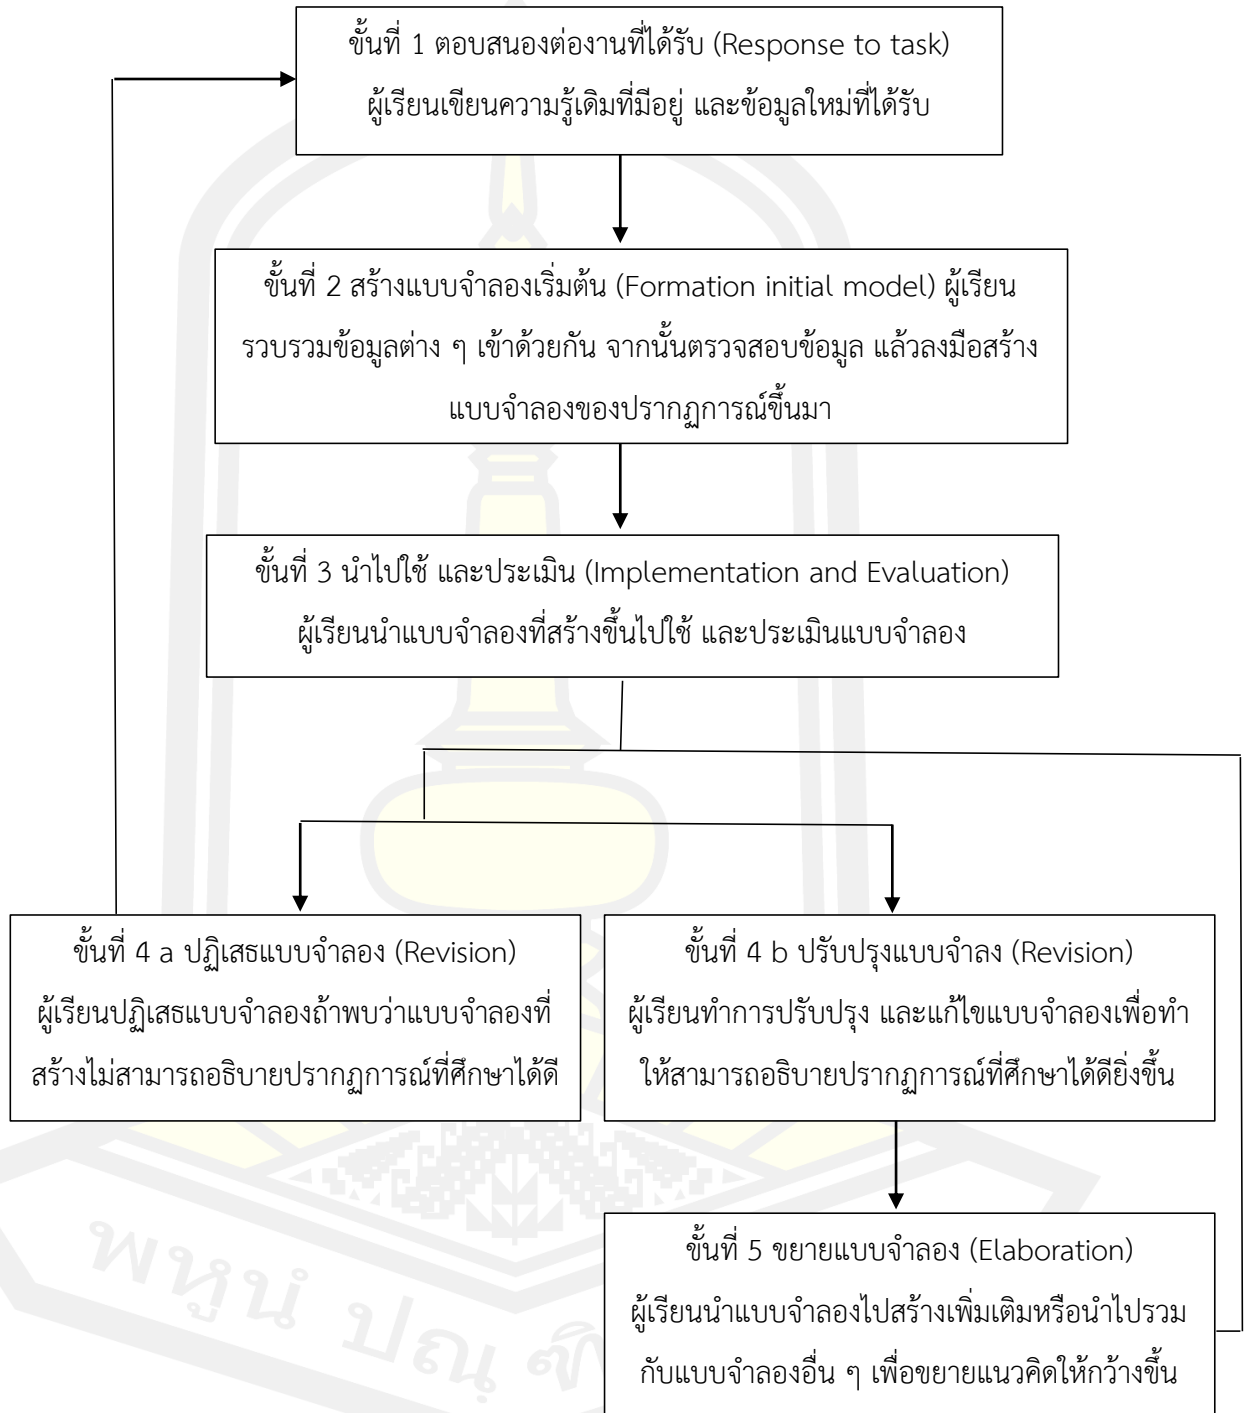 ขั้นที่ 1 ตอบสนองต่องานที่ได้รับ (Response to task)
ผู้เรียนเขียนความรู้เดิมที่มีอยู่ และข้อมูลใหม่ที่ได้รับ
ขั้นที่ 2 สร้างแบบจำลองเริ่มต้น (Formation initial model) ผู้เรียน
รวบรวมข้อมูลต่าง ๆ เข้าด้วยกัน จากนั้นตรวจสอบข้อมูล แล้วลงมือสร้าง
แบบจำลองของปรากฏการณ์ขึ้นมา
ขั้นที่ 3 นำไปใช้ และประเมิน (Implementation and Evaluation)
ผู้เรียนนำแบบจำลองที่สร้างขึ้นไปใช้ และประเมินแบบจำลอง
ขั้นที่ 4 a ปฏิเสธแบบจำลอง (Revision)
ผู้เรียนปฏิเสธแบบจำลองถ้าพบว่าแบบจำลองที่
สร้างไม่สามารถอธิบายปรากฏการณ์ที่ศึกษาได้ดี
ขั้นที่ 4 b ปรับปรุงแบบจำลง (Revision)
ผู้เรียนทำการปรับปรุง และแก้ไขแบบจำลองเพื่อทำ
ให้สามารถอธิบายปรากฏการณ์ที่ศึกษาได้ดียิ่งขึ้น
ขั้นที่ 5 ขยายแบบจำลอง (Elaboration)
ผู้เรียนนำแบบจำลองไปสร้างเพิ่มเติมหรือนำไปรวม
กับแบบจำลองอื่น ๆ เพื่อขยายแนวคิดให้กว้างขึ้น
พหูนํ ปณฺ